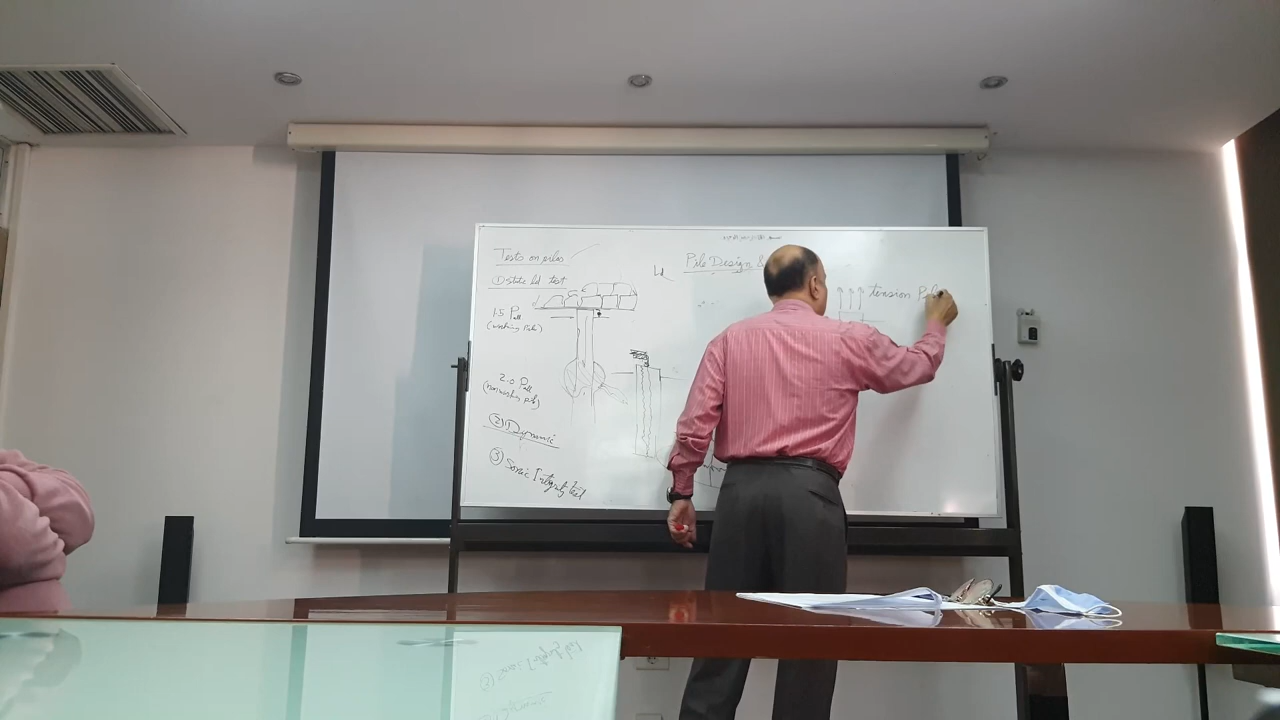 Tests on piles
① static ld test
1.5 Pall
(working pile)
2.0 Pall
(non working pile)
② Dynamic
③ Sonic Integrity test
Pile Design &
tension Pile